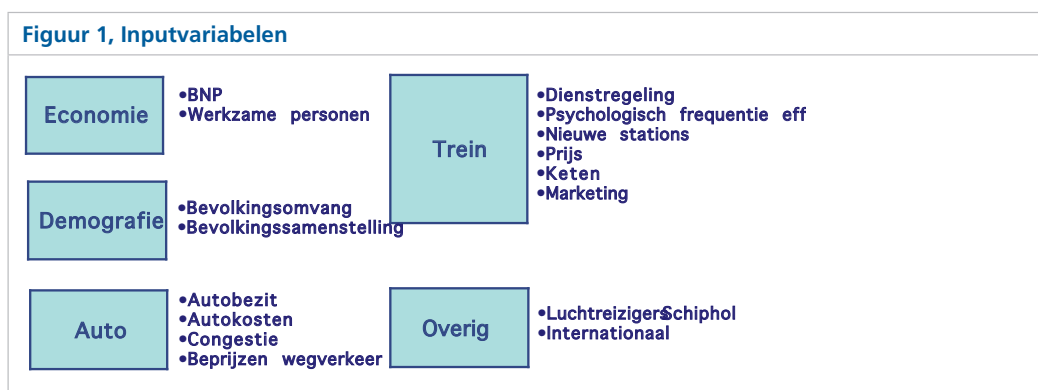 Figuur 1, Inputvariabelen
Economie
•BNP
•Werkzame personen
Demografie
•Bevolkingsomvang
•Bevolkingssamenstelling
Auto
•Autobezit
•Autokosten
•Congestie
•Beprijzen wegverkeer
Trein
•Dienstregeling
•Psychologisch frequentie eff
•Nieuwe stations
•Prijs
•Keten
•Marketing
Overig
•Luchtreizigers Schiphol
•Internationaal